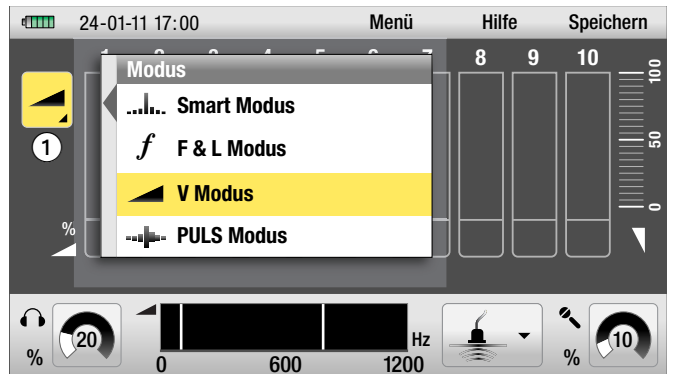 24-01-11 17:00 Menü Hilfe Speichern
8 9 10
Modus
Smart Modus
f F & L Modus
V Modus
PULS Modus
1
100
50
0
%
20
%
0 600 1200
Hz
10
%